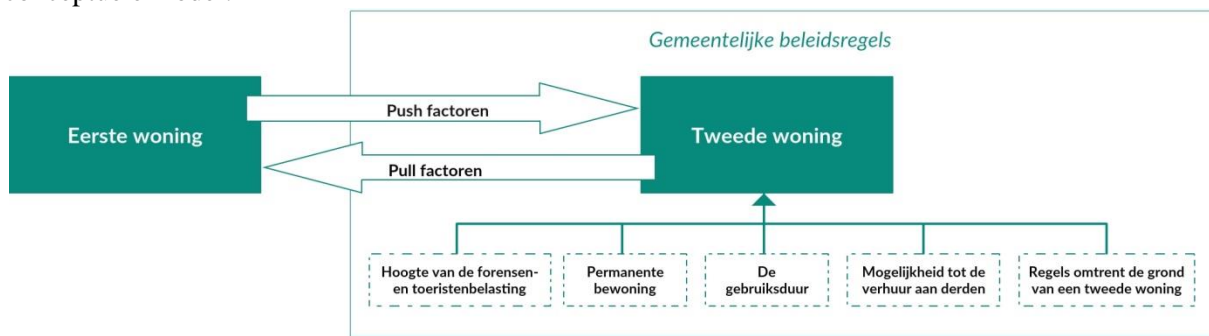 Gemeentelijke beleidsregels
Eerste woning
Push factoren
Tweede woning
Pull factoren
Hoogte van de forensen-
en toeristenbelasting
Permanente
bewoning
De
gebruiksduur
Mogelijkheid tot de
verhuur aan derden
Regels omtrent de grond
van een tweede woning